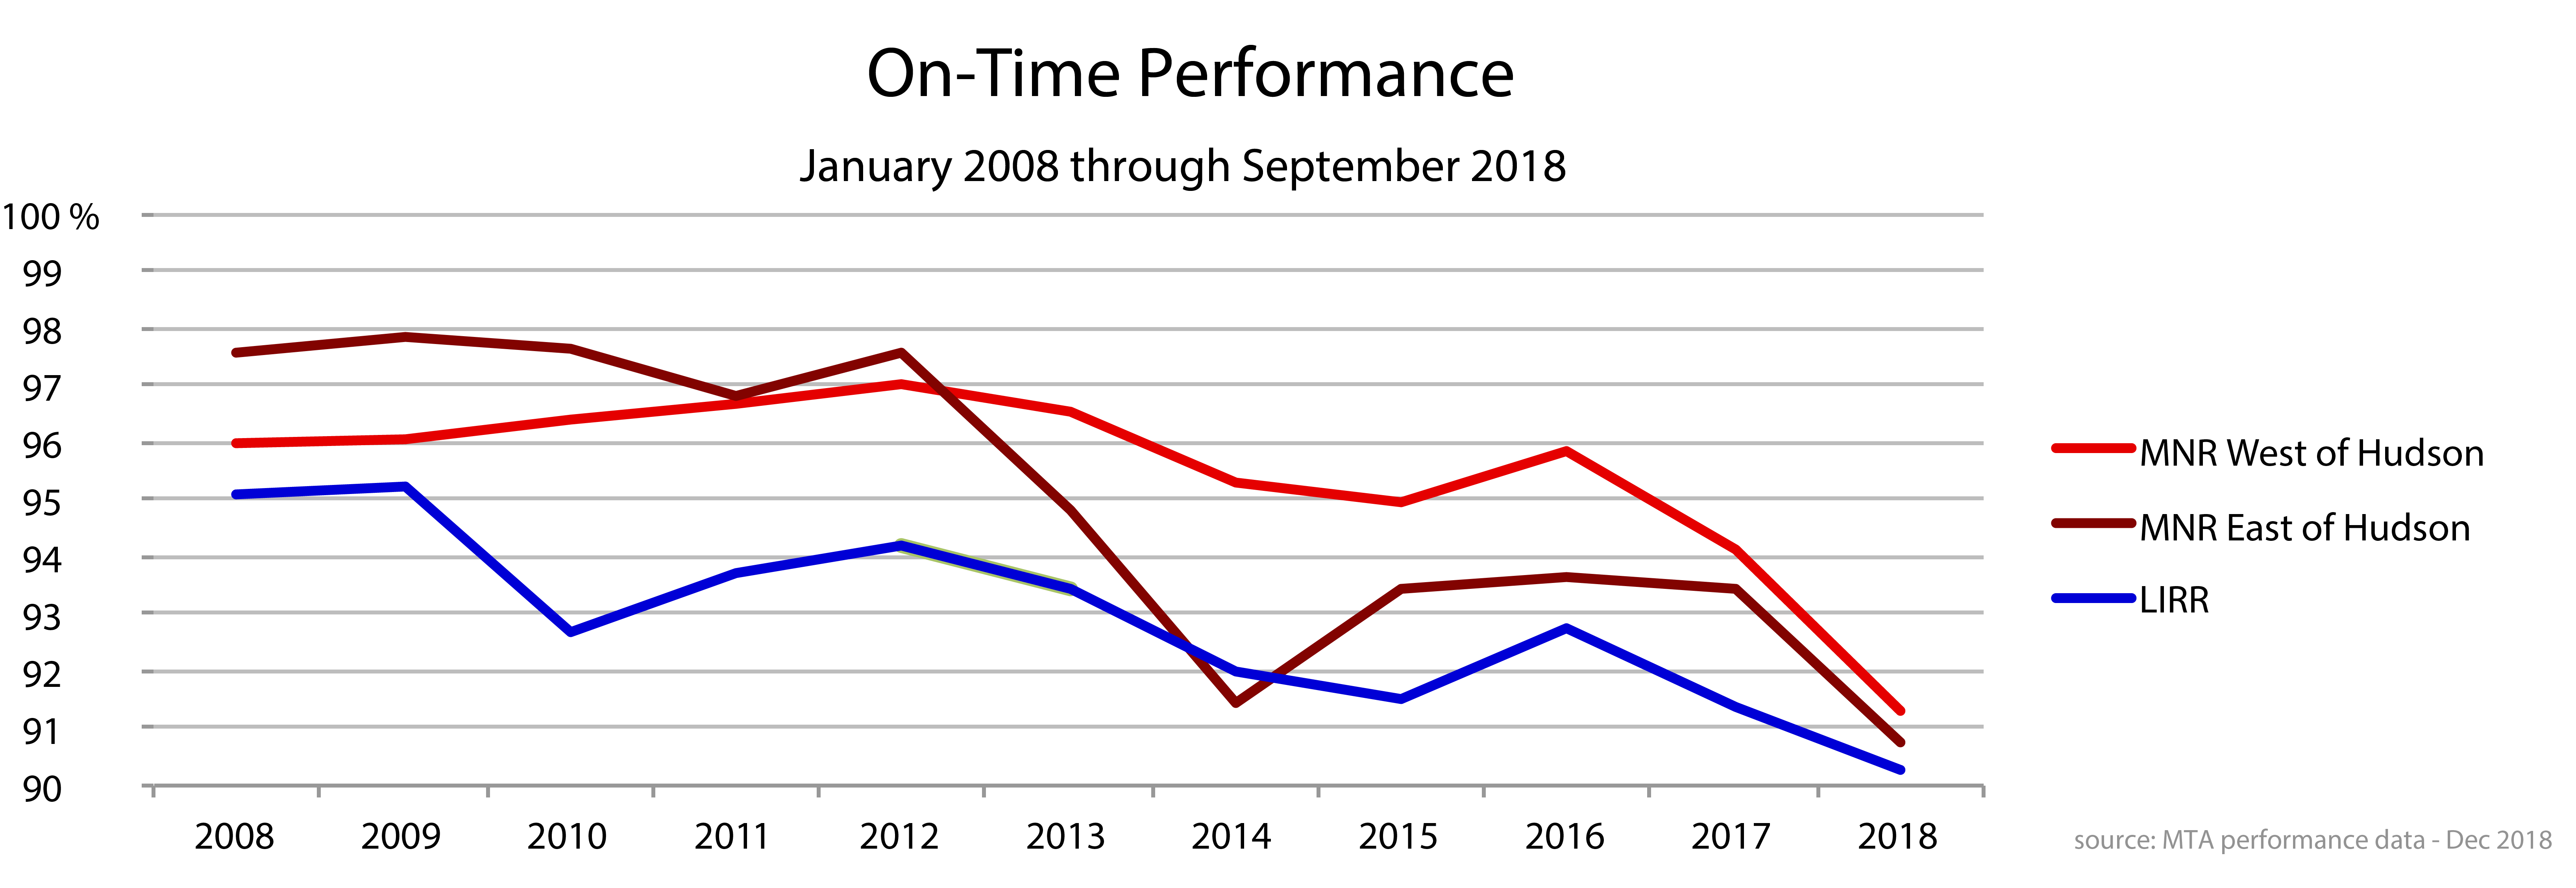 On-Time Performance
January 2008 through September 2018
100 %
99
98
97
96
95
94
93
92
91
90
2008 2009 2010 2011 2012 2013 2014 2015 2016 2017 2018
MNR West of Hudson
MNR East of Hudson
LIRR
source: MTA performance data - Dec 2018